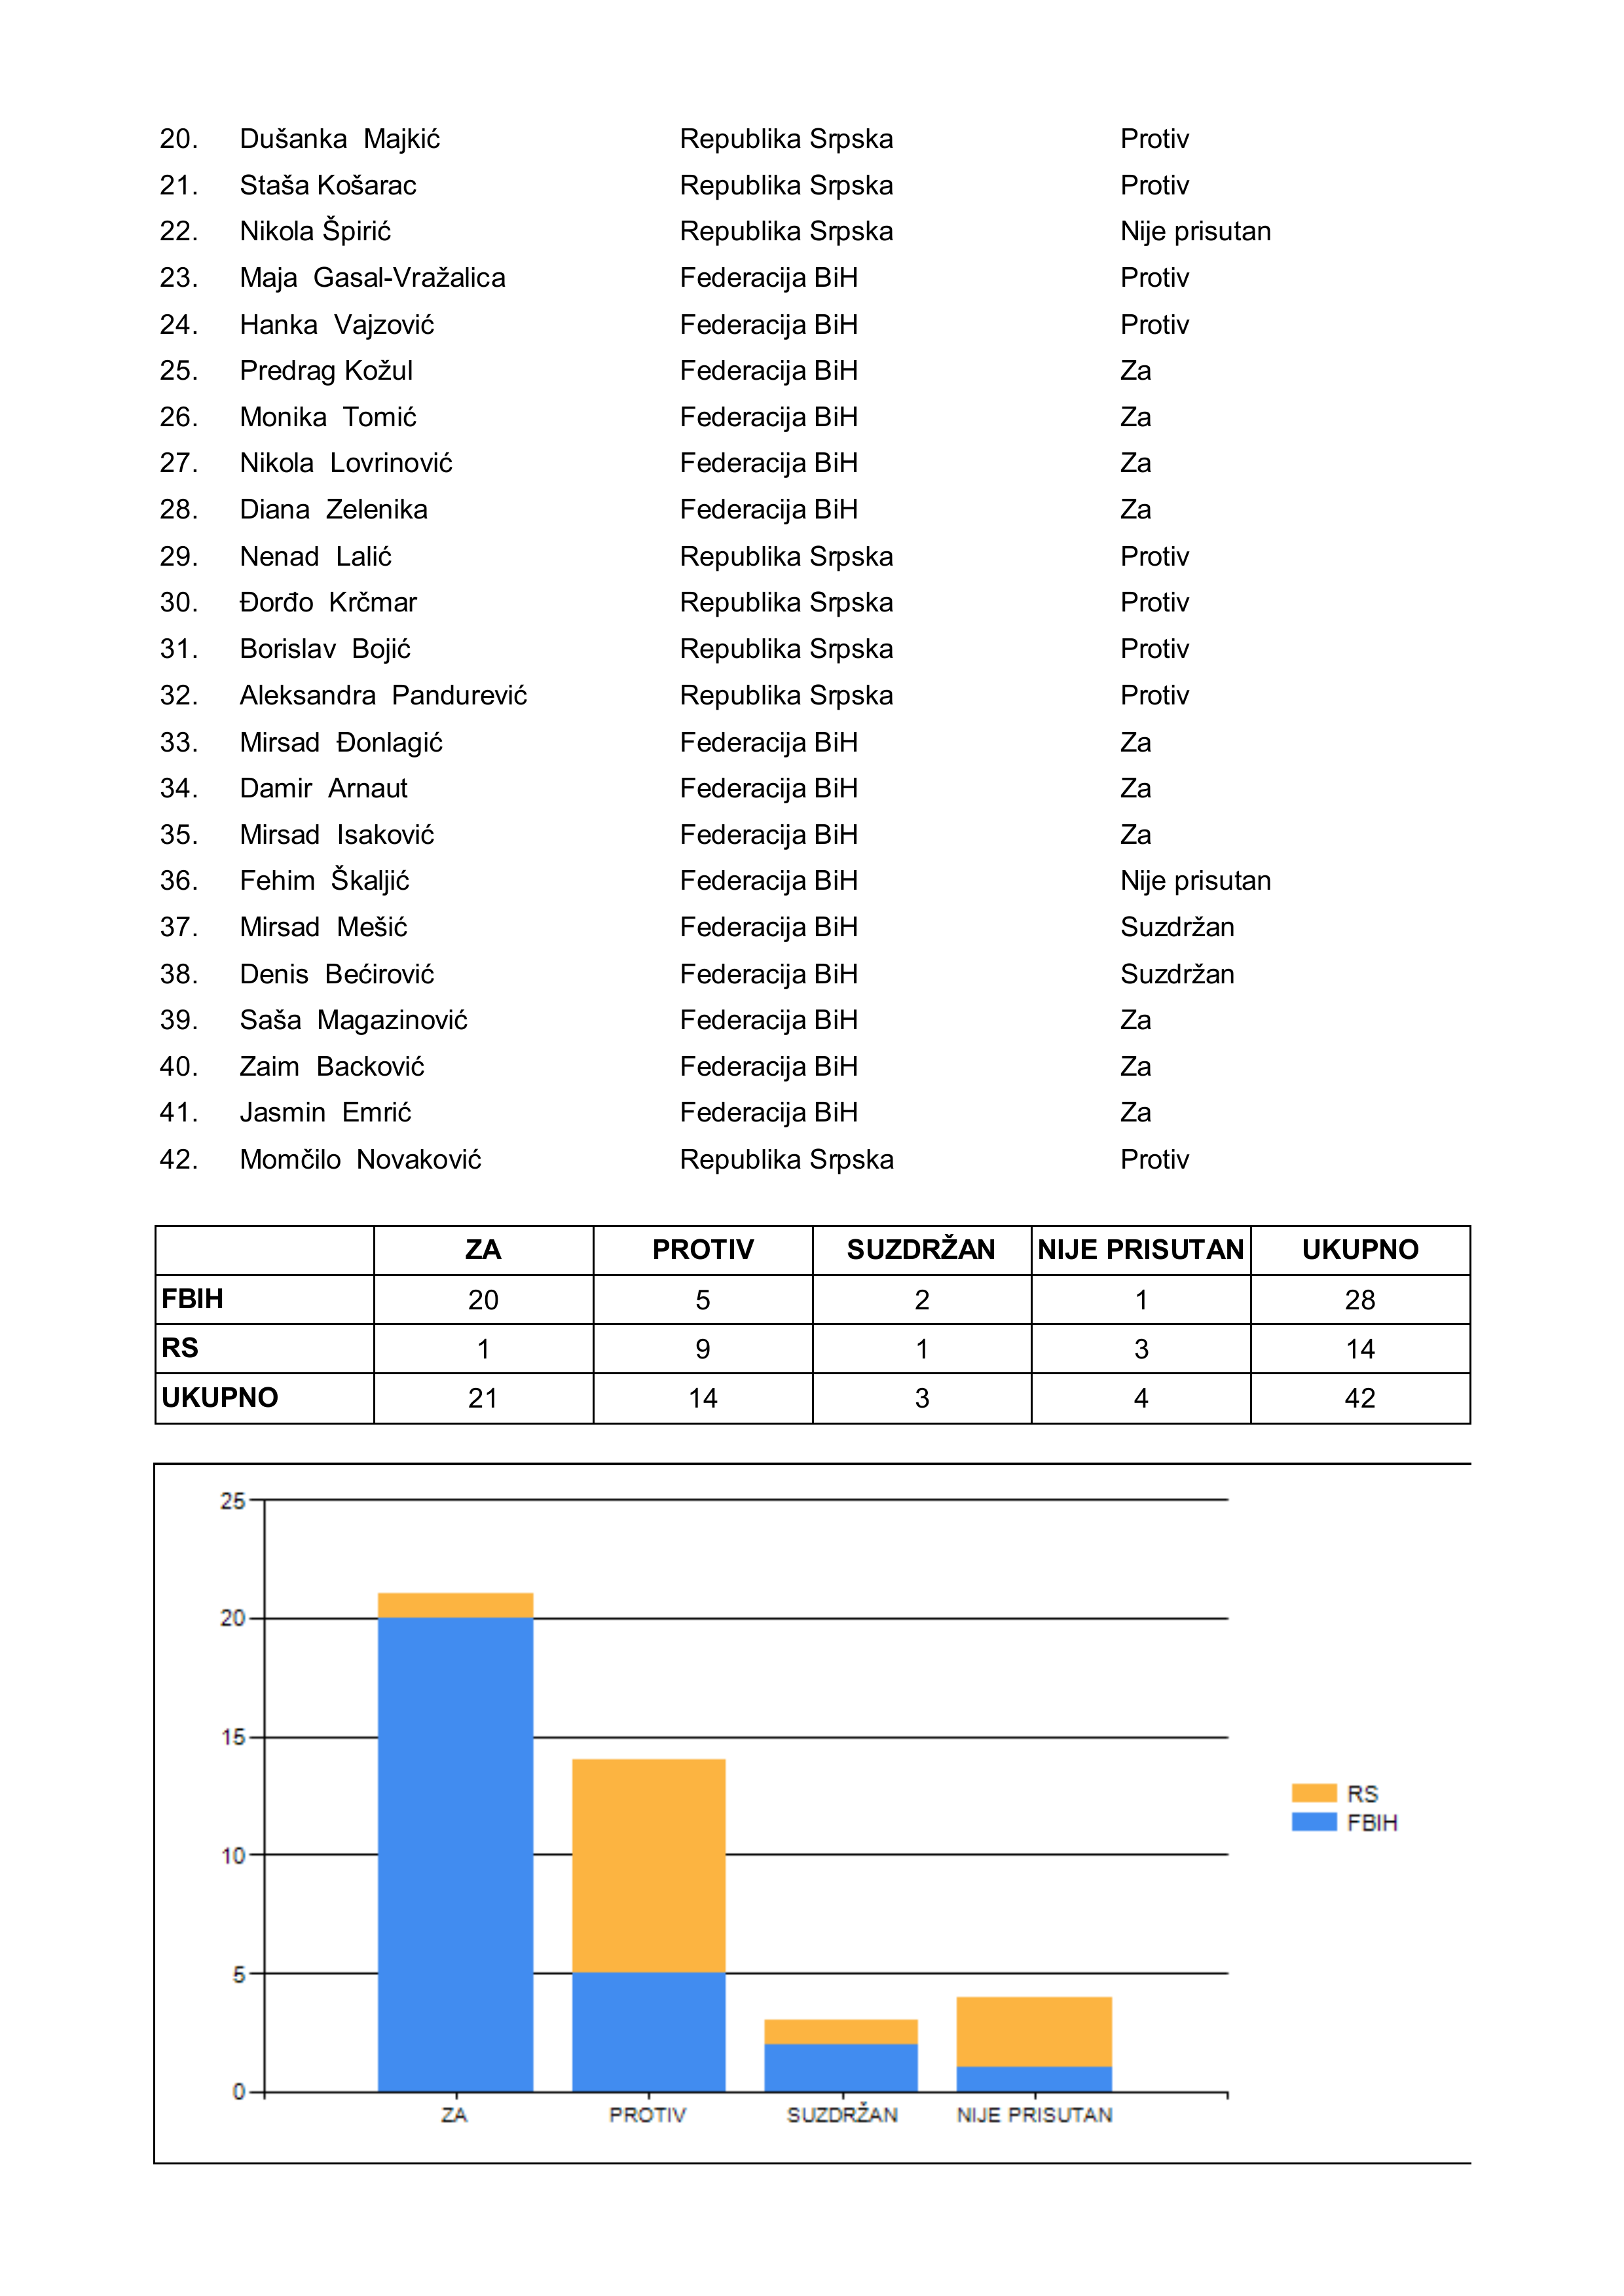 20. Dušanka Majkić Republika Srpska Protiv
21. Staša Košarac Republika Srpska Protiv
22. Nikola Špirić Republika Srpska Nije prisutan
23. Maja Gasal-Vražalica Federacija BiH Protiv
24. Hanka Vajzović Federacija BiH Protiv
25. Predrag Kožul Federacija BiH Za
26. Monika Tomić Federacija BiH Za
27. Nikola Lovrinović Federacija BiH Za
28. Diana Zelenika Federacija BiH Za
29. Nenad Lalić Republika Srpska Protiv
30. Đorđo Krčmar Republika Srpska Protiv
31. Borislav Bojić Republika Srpska Protiv
32. Aleksandra Pandurević Republika Srpska Protiv
33. Mirsad Đonlagić Federacija BiH Za
34. Damir Arnaut Federacija BiH Za
35. Mirsad Isaković Federacija BiH Za
36. Fehim Škaljić Federacija BiH Nije prisutan
37. Mirsad Mešić Federacija BiH Suzdržan
38. Denis Bećirović Federacija BiH Suzdržan
39. Saša Magazinović Federacija BiH Za
40. Zaim Backović Federacija BiH Za
41. Jasmin Emrić Federacija BiH Za
42. Momčilo Novaković Republika Srpska Protiv
ZA PROTIV SUZDRŽAN NIJE PRISUTAN UKUPNO
FBIH 20 5 2 1 28
RS 1 9 1 3 14
UKUPNO 21 14 3 4 42
25
20
15
10
5
0
ZA PROTIV SUZDRŽAN NIJE PRISUTAN
RS
FBIH